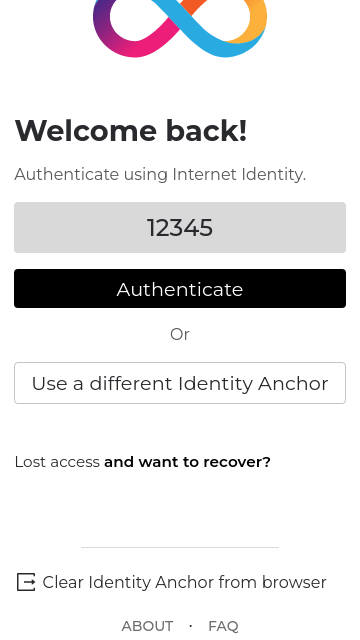 Welcome back!
Authenticate using Internet Identity.
12345
Authenticate
Or
Use a different Identity Anchor
Lost access and want to recover?
Clear Identity Anchor from browser
ABOUT · FAQ